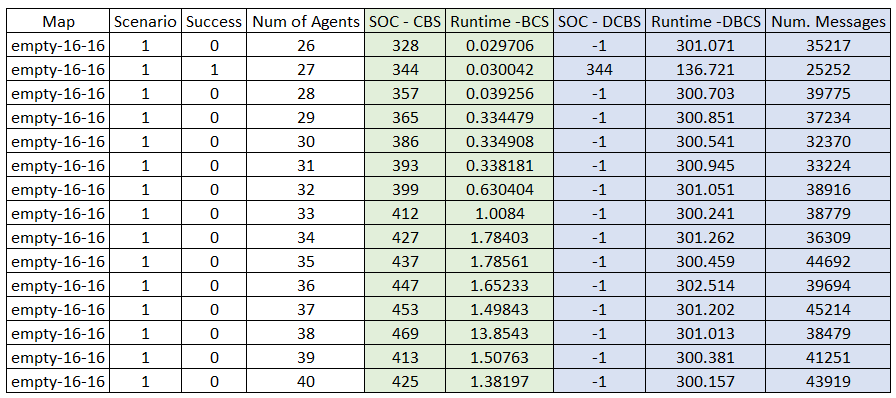 Map Scenario Success Num of Agents SOC - CBS Runtime -BCS SOC - DCBS Runtime -DBCS Num. Messages
empty-16-16 1 0 26 328 0.029706 -1 301.071 35217
empty-16-16 1 1 27 344 0.030042 344 136.721 25252
empty-16-16 1 0 28 357 0.039256 -1 300.703 39775
empty-16-16 1 0 29 365 0.334479 -1 300.851 37234
empty-16-16 1 0 30 386 0.334908 -1 300.541 32370
empty-16-16 1 0 31 393 0.338181 -1 300.945 33224
empty-16-16 1 0 32 399 0.630404 -1 301.051 38916
empty-16-16 1 0 33 412 1.0084 -1 300.241 38779
empty-16-16 1 0 34 427 1.78403 -1 301.262 36309
empty-16-16 1 0 35 437 1.78561 -1 300.459 44692
empty-16-16 1 0 36 447 1.65233 -1 302.514 39694
empty-16-16 1 0 37 453 1.49843 -1 301.202 45214
empty-16-16 1 0 38 469 13.8543 -1 301.013 38479
empty-16-16 1 0 39 413 1.50763 -1 300.381 41251
empty-16-16 1 0 40 425 1.38197 -1 300.157 43919